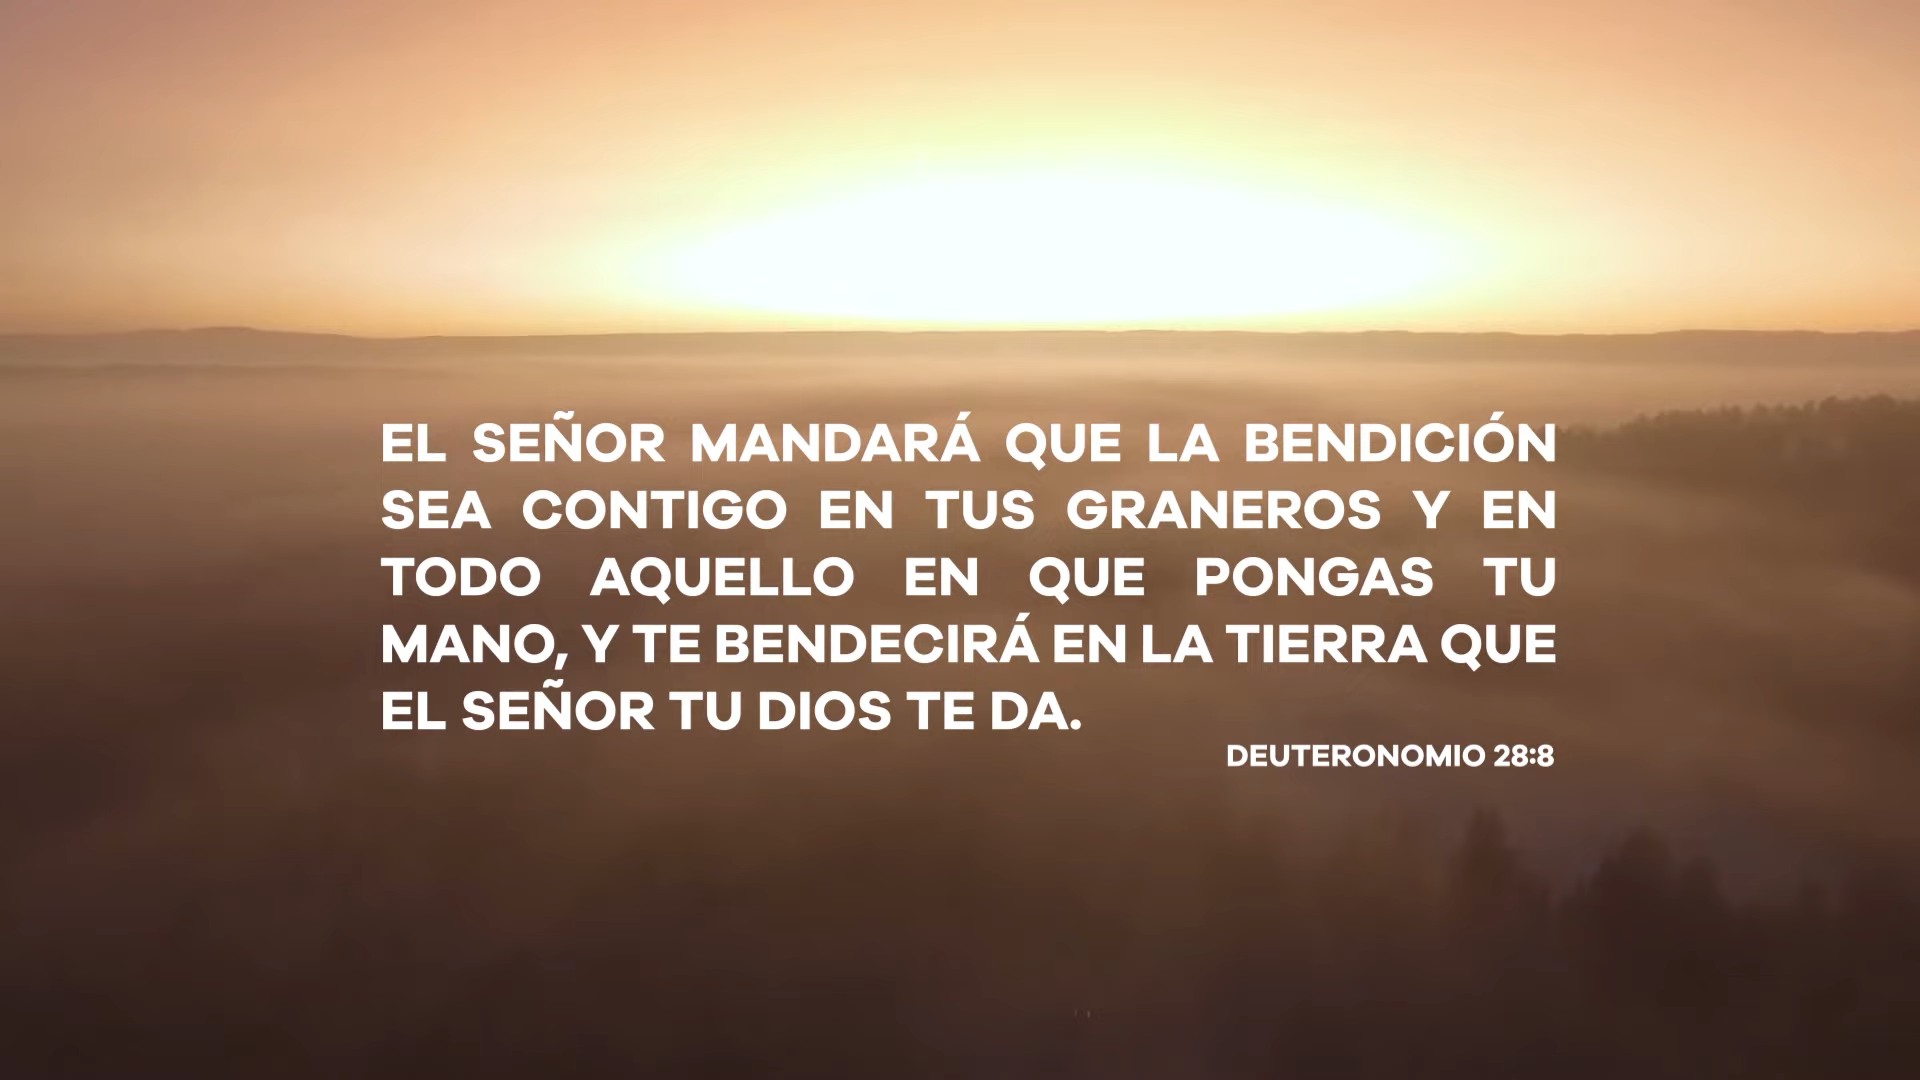 EL SEÑOR MANDARÁ QUE LA BENDICIÓN
SEA CONTIGO EN TUS GRANEROS Y EN
TODO AQUELLO EN QUE PONGAS TU
MANO, Y TE BENDECIRÁ EN LA TIERRA QUE
EL SEÑOR TU DIOS TE DA.
DEUTERONOMIO 28:8